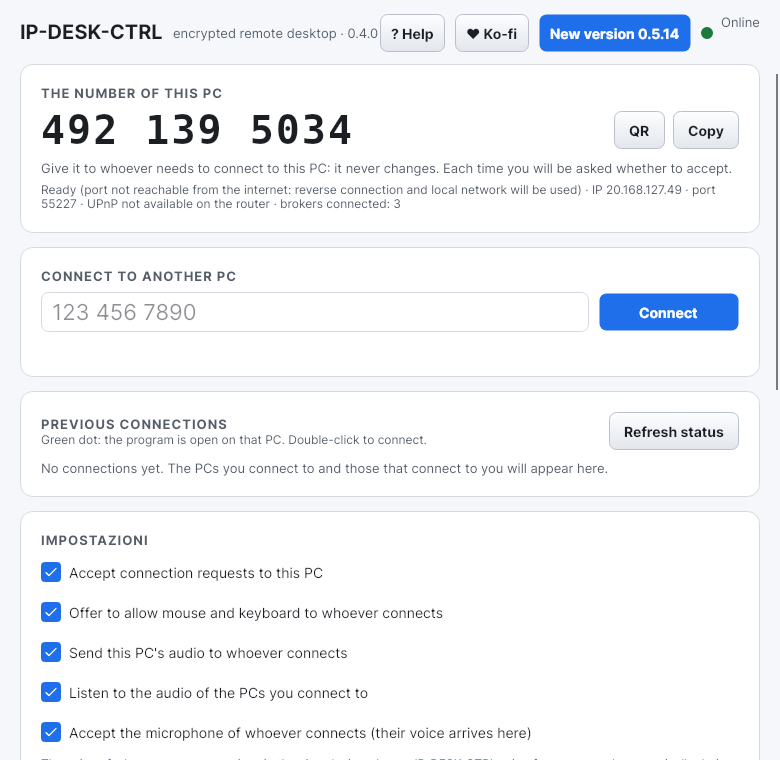 IP-DESK-CTRL encrypted remote desktop · 0.4.0 ? Help ♥ Ko-fi New version 0.5.14 Online
THE NUMBER OF THIS PC
492 139 5034
QR Copy
Give it to whoever needs to connect to this PC: it never changes. Each time you will be asked whether to accept.
Ready (port not reachable from the internet: reverse connection and local network will be used) · IP 20.168.127.49 · port
55227 · UPnP not available on the router · brokers connected: 3
CONNECT TO ANOTHER PC
123 456 7890 Connect
PREVIOUS CONNECTIONS
Green dot: the program is open on that PC. Double-click to connect.
Refresh status
No connections yet. The PCs you connect to and those that connect to you will appear here.
IMPOSTAZIONI
Accept connection requests to this PC
Offer to allow mouse and keyboard to whoever connects
Send this PC's audio to whoever connects
Listen to the audio of the PCs you connect to
Accept the microphone of whoever connects (their voice arrives here)